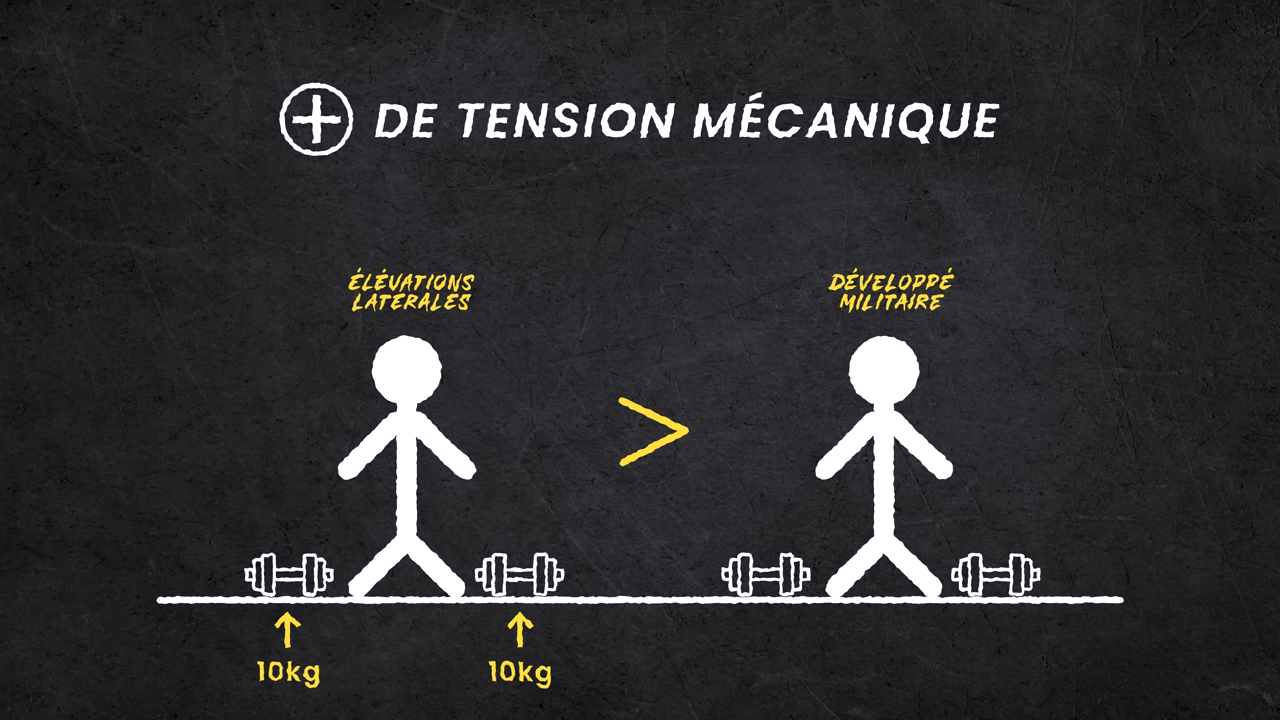 + DE TENSION MÉCANIQUE
ÉLÉVATIONS
LATÉRALES
DÉVELOPPÉ
MILITAIRE
>
10kg
10kg